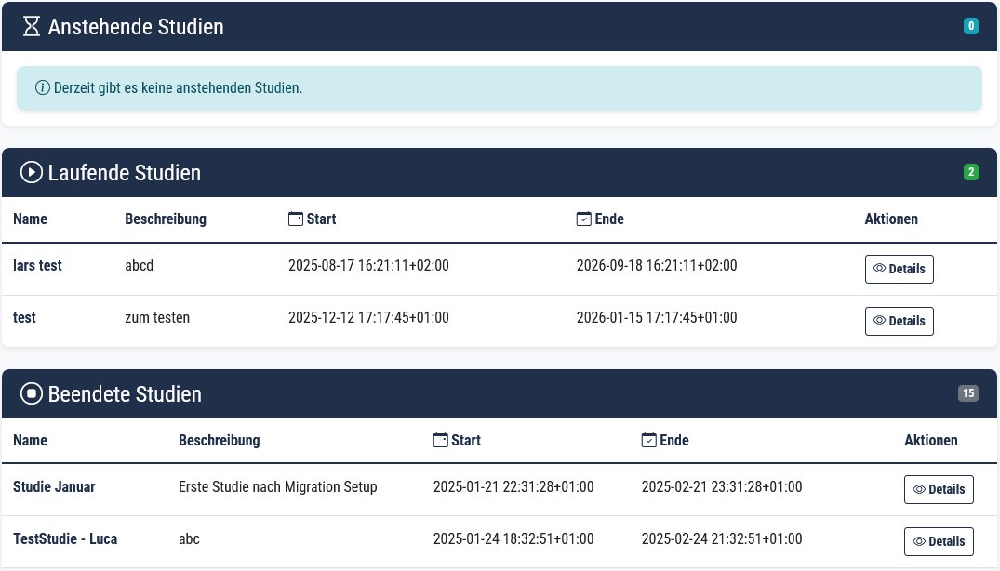 Anstehende Studien 0
Derzeit gibt es keine anstehenden Studien.
Laufende Studien 2
Name Beschreibung Start Ende Aktionen
lars test abcd 2025-08-17 16:21:11+02:00 2026-09-18 16:21:11+02:00 Details
test zum testen 2025-12-12 17:17:45+01:00 2026-01-15 17:17:45+01:00 Details
Beendete Studien 15
Name Beschreibung Start Ende Aktionen
Studie Januar Erste Studie nach Migration Setup 2025-01-21 22:31:28+01:00 2025-02-21 23:31:28+01:00 Details
TestStudie - Luca abc 2025-01-24 18:32:51+01:00 2025-02-24 21:32:51+01:00 Details